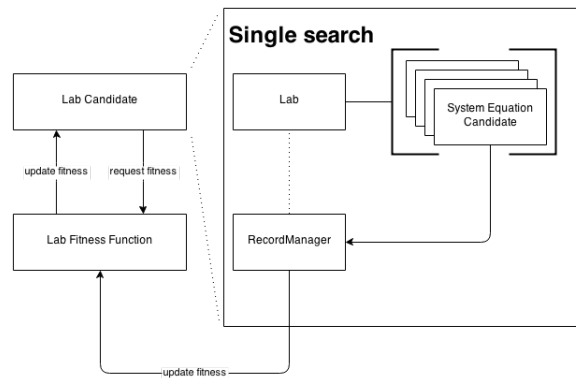 Single search
Lab Candidate
Lab
System Equation
Candidate
update fitness
request fitness
Lab Fitness Function
RecordManager
update fitness